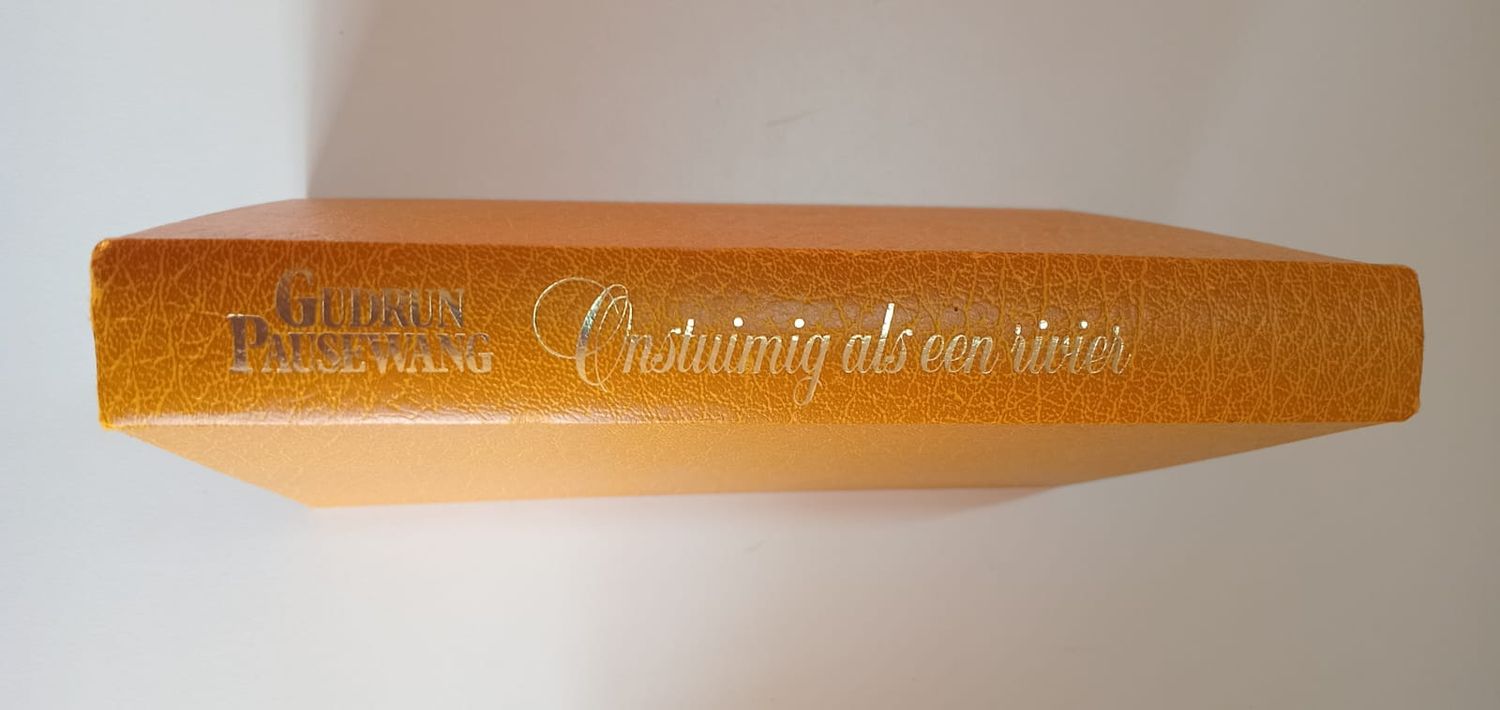 GUDRUN
PAUSEWANG
Onstuimig als een rivier